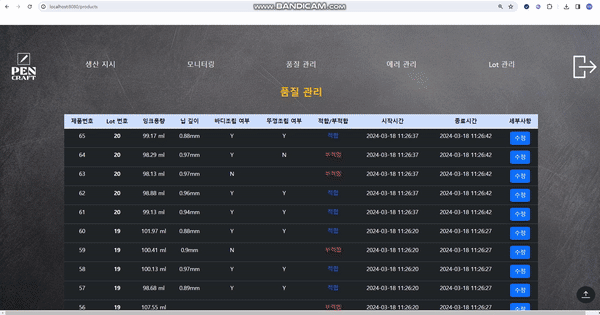 localhost:8082/products
www.BANDICAM.com
PEN
CRAFT
생산 지시 모니터링 품질 관리 에러 관리 Lot 관리
품질 관리
제품번호 Lot 번호 잉크용량 닙 길이 바디조립 여부 뚜껑조립 여부 적합/부적합 시작시간 종료시간 세부사항
65 20 99.17 ml 0.88mm Y Y 적합 2024-03-18 11:26:37 2024-03-18 11:26:42 수정
64 20 98.29 ml 0.97mm Y N 부적합 2024-03-18 11:26:37 2024-03-18 11:26:42 수정
63 20 98.13 ml 0.97mm N 부적합 2024-03-18 11:26:37 2024-03-18 11:26:42 수정
62 20 98.88 ml 0.96mm Y Y 적합 2024-03-18 11:26:37 2024-03-18 11:26:42 수정
61 20 99.13 ml 0.94mm Y Y 적합 2024-03-18 11:26:37 2024-03-18 11:26:42 수정
60 19 101.97 ml 0.88mm Y Y 적합 2024-03-18 11:26:20 2024-03-18 11:26:27 수정
59 19 100.41 ml 0.9mm N 부적합 2024-03-18 11:26:20 2024-03-18 11:26:27 수정
58 19 100.13 ml 0.97mm Y Y 적합 2024-03-18 11:26:20 2024-03-18 11:26:27 수정
57 19 98.68 ml 0.89mm Y Y 적합 2024-03-18 11:26:20 2024-03-18 11:26:27 수정
56 19 107.55 ml 부적합 2024-03-18 11:26:20 2024-03-18 11:26:27 수정